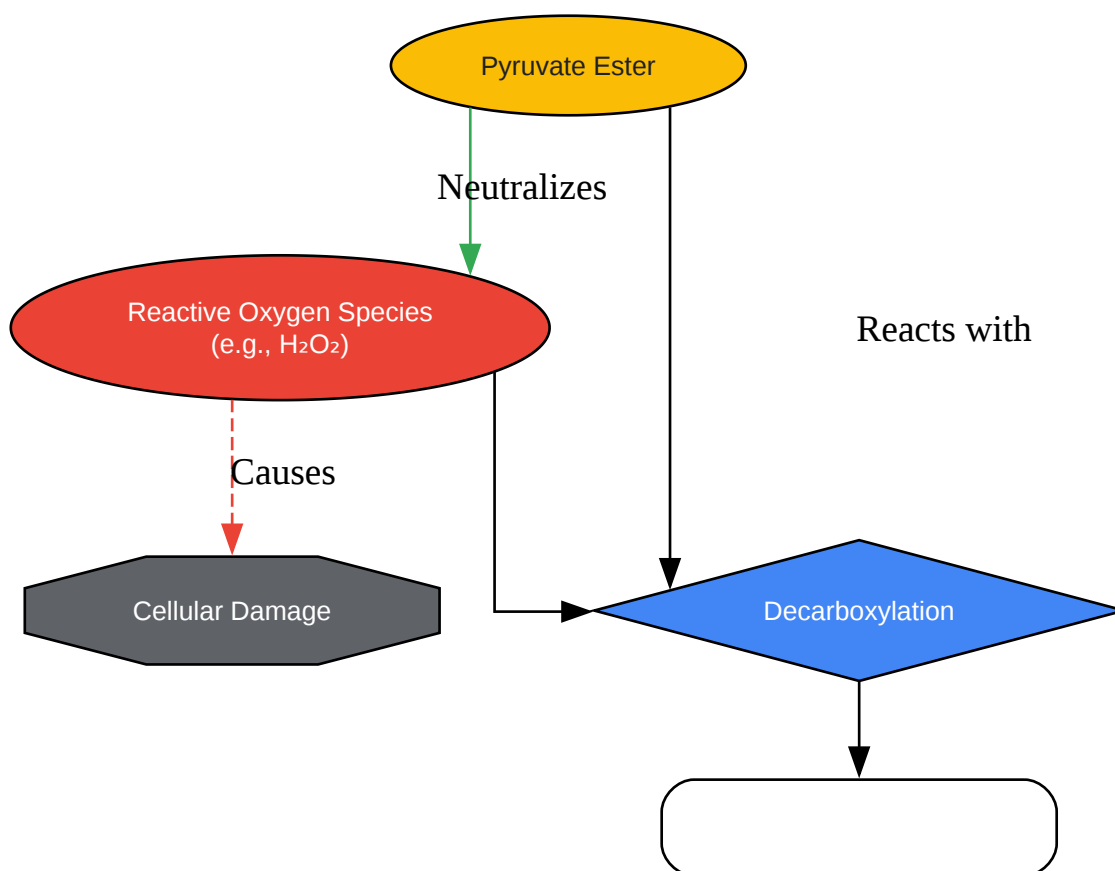 Pyruvate Ester
Neutralizes
Reactive Oxygen Species
(e.g., H₂O₂)
Reacts with
Causes
Cellular Damage
Decarboxylation